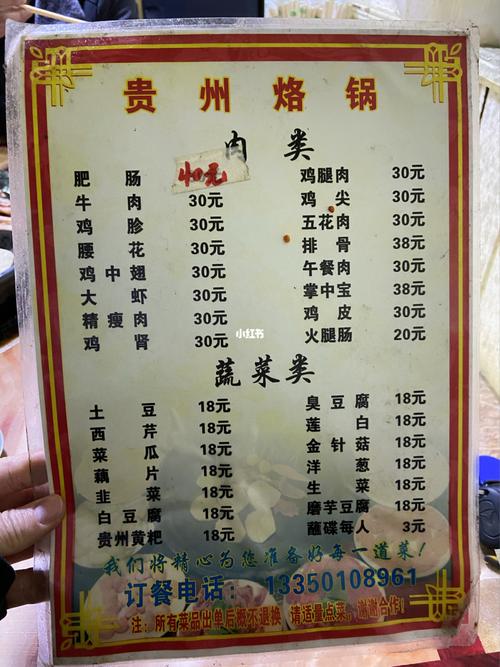 贵州烙锅
肉类
肥肠 40元 鸡腿肉 30元
牛肉 30元 鸡尖 30元
鸡胗 30元 五花肉 30元
腰花 30元 排骨 38元
鸡中翅 30元 午餐肉 30元
大虾 30元 掌中宝 38元
精瘦肉 30元 鸡皮 30元
鸡肾 30元 火腿肠 20元
小红书
蔬菜类
土豆 18元 臭豆腐 18元
西芹 18元 莲白 18元
菜瓜 18元 金针菇 18元
藕片 18元 洋葱 18元
韭菜 18元 生菜 18元
白豆腐 18元 磨芋豆腐 18元
贵州黄粑 18元 蘸碟每人 3元
我们将精心为您准备好每一道菜！
订餐电话：13350108961
注：所有菜品出单后概不退换 请适量点菜，谢谢合作！